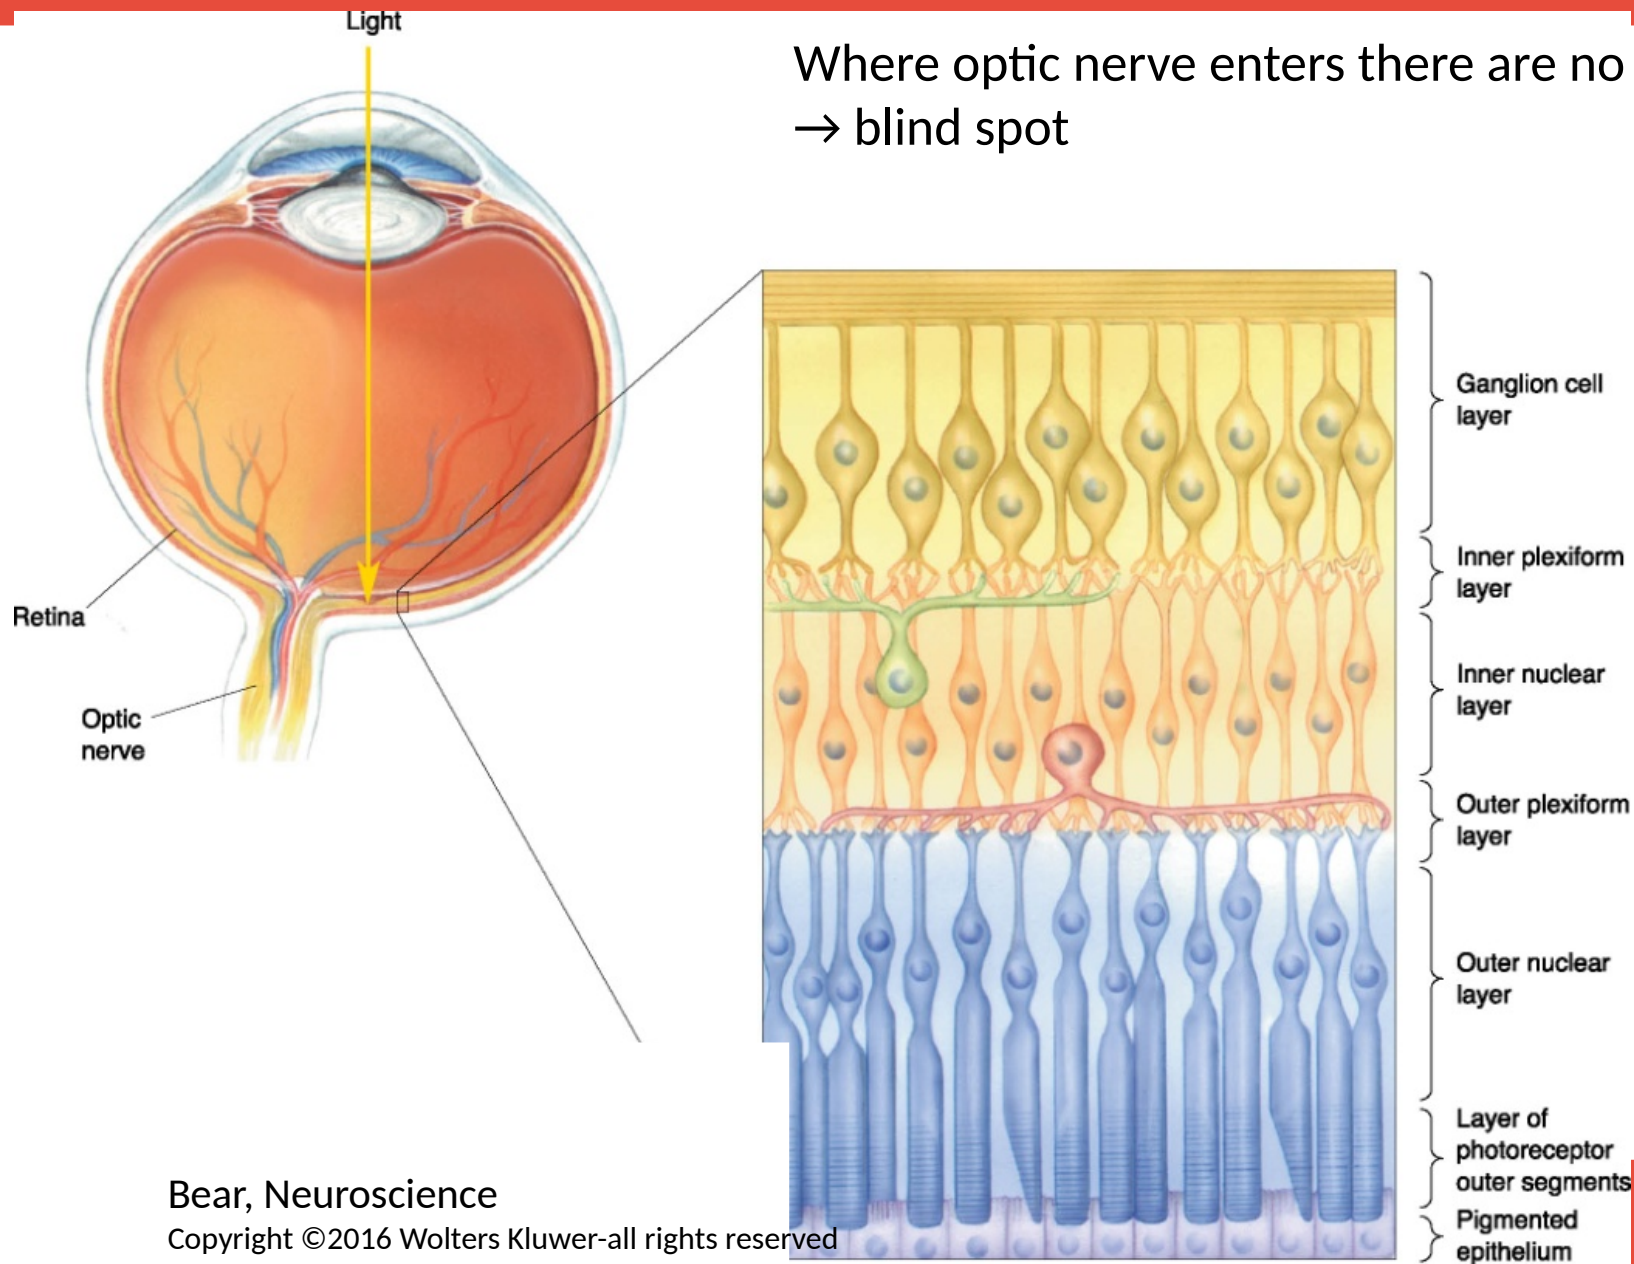 Light
Where optic nerve enters there are no
→ blind spot
Ganglion cell
layer
Inner plexiform
layer
Retina
Inner nuclear
layer
Optic
nerve
Outer plexiform
layer
Outer nuclear
layer
Layer of
photoreceptor
outer segments
Pigmented
epithelium
Bear, Neuroscience
Copyright ©2016 Wolters Kluwer-all rights reserved